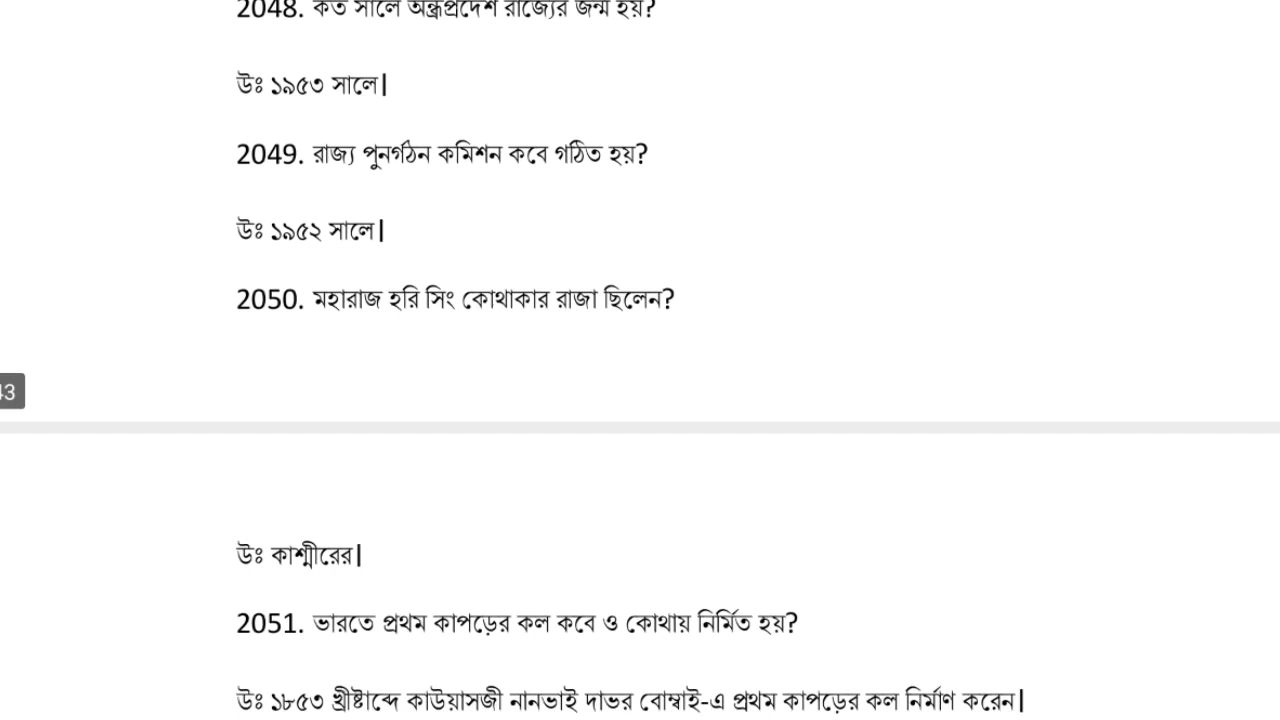 2048. কত সালে অন্ধ্রপ্রদেশ রাজ্যের জন্ম হয়?
উঃ ১৯৫৩ সালে|
2049. রাজ্য পুনর্গঠন কমিশন কবে গঠিত হয়?
উঃ ১৯৫২ সালে|
2050. মহারাজ হরি সিং কোথাকার রাজা ছিলেন?
43
উঃ কাশ্মীরের|
2051. ভারতে প্রথম কাপড়ের কল কবে ও কোথায় নির্মিত হয়?
উঃ ১৮৫৩ খ্রীষ্টাব্দে কাউয়াসজী নানভাই দাভর বোম্বাই-এ প্রথম কাপড়ের কল নির্মাণ করেন|